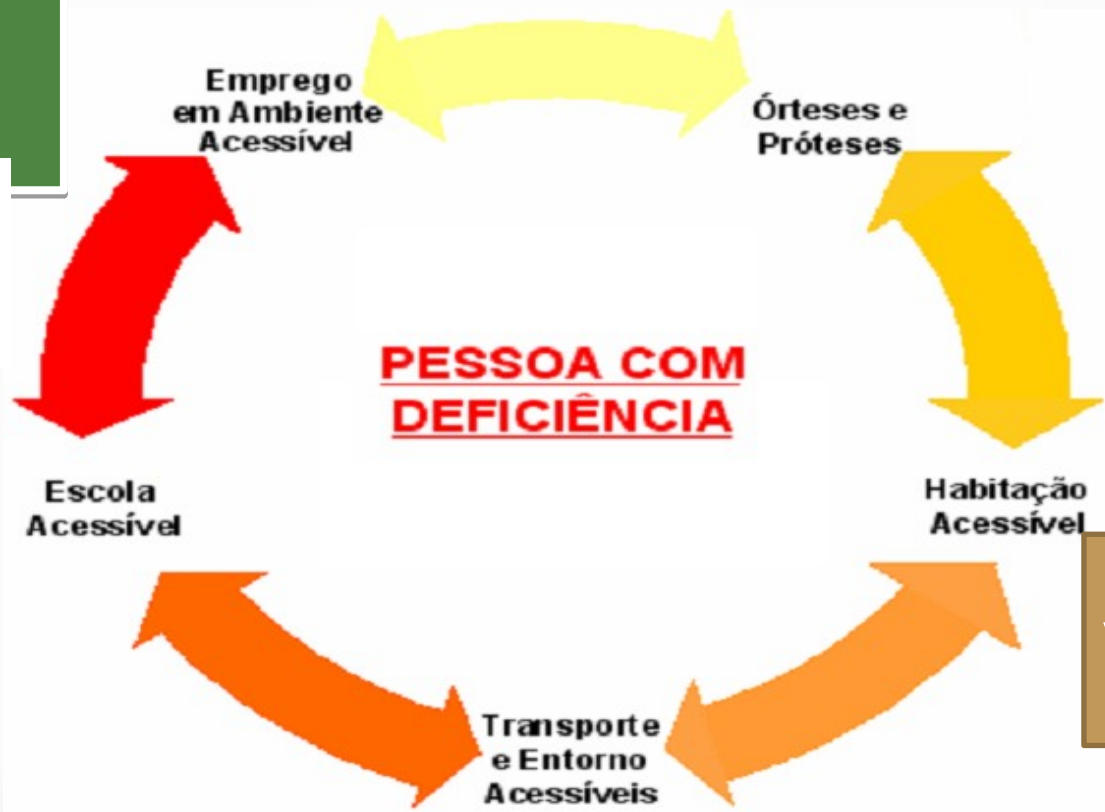 Emprego
em Ambiente
Acessível
Órteses e
Próteses
PESSOA COM
DEFICIÊNCIA
Escola
Acessível
Habitação
Acessível
Transporte
e Entorno
Acessíveis